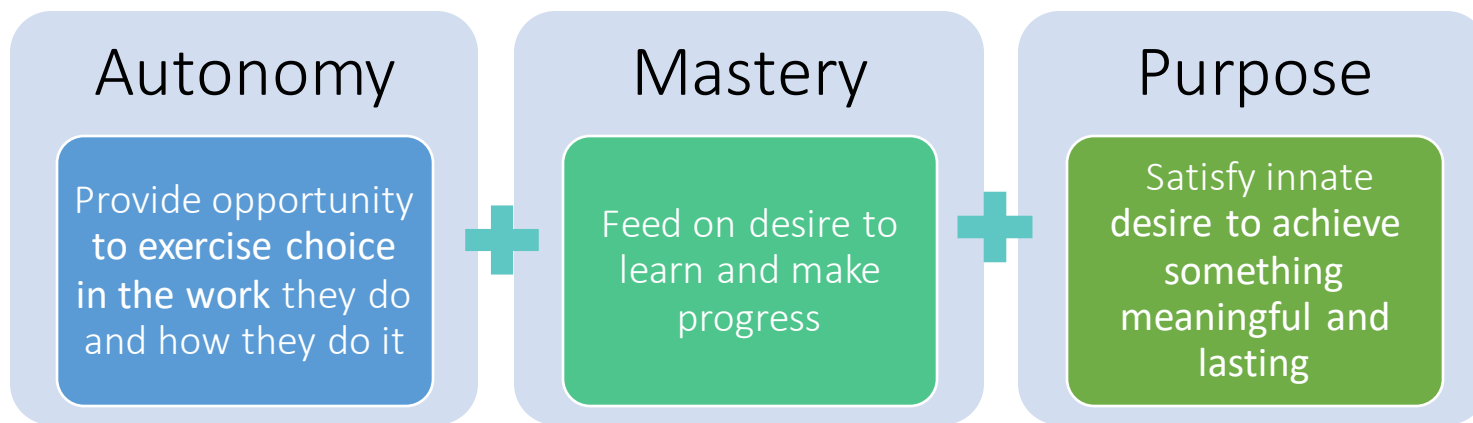 Autonomy
Provide opportunity
to exercise choice
in the work they do
and how they do it
Mastery
Feed on desire to
learn and make
progress
Purpose
Satisfy innate
desire to achieve
something
meaningful and
lasting